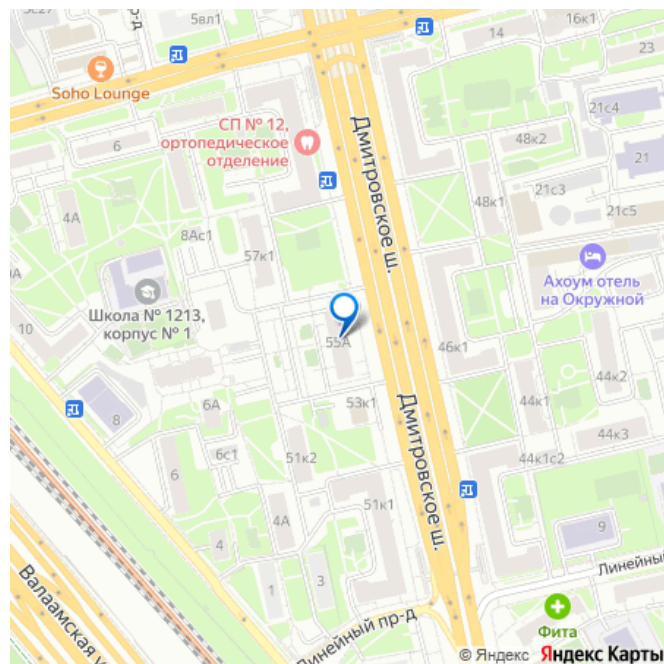 5с27
пр-д
5вл1
16к1
14
23
Soho Lounge
СП № 12,
ортопедическое
отделение
Дмитровское ш.
6
21с4
48к2
21
21с3
4А
48к1
21с5
8Ас1
57к1
Ахоум отель
на Окружной
Школа № 1213,
корпус № 1
10
55А
46к1
44к2
53к1
Дмитровское ш.
44к1
6А
8
44к3
6с1
51к2
44к1с2
6
51к1
4А
9
4
1
3
Линейный
Валаамская у
Линейный пр-д
Фита
© Яндекс Яндекс Карты